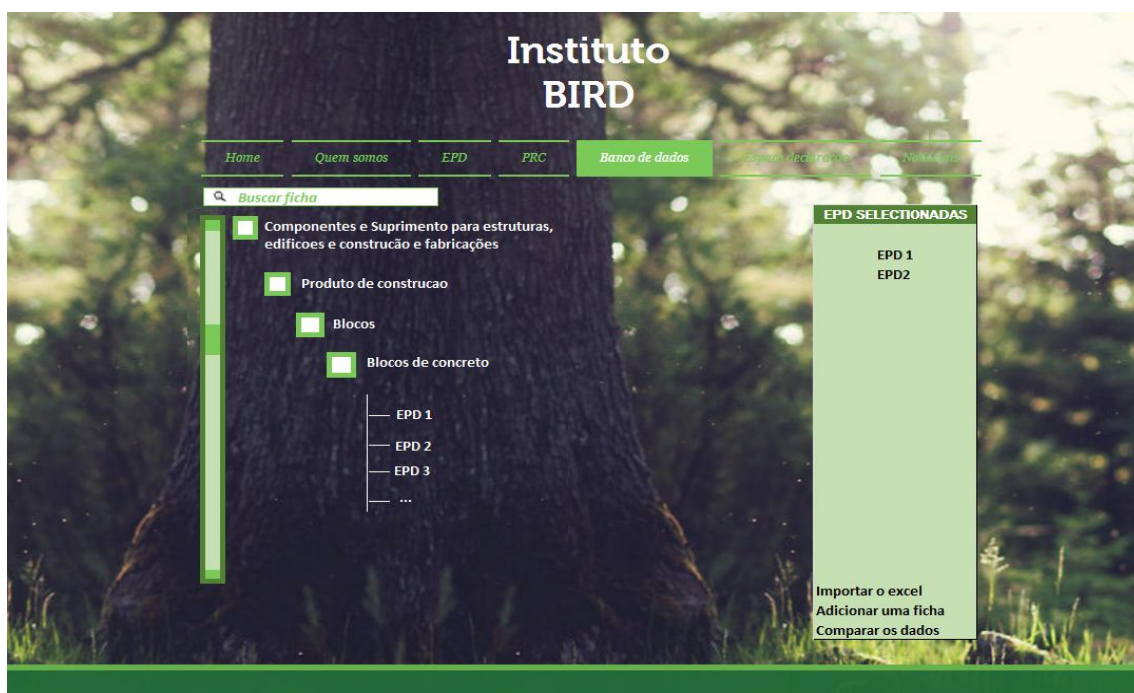 Instituto
BIRD
Home Quem somos EPD PRC Banco de dados
Buscar ficha
Componentes e Suprimento para estruturas,
edificoes e construcão e fabricações
Produto de construcao
Blocos
Blocos de concreto
EPD 1
EPD 2
EPD 3
...
EPD SELECTIONADAS
EPD 1
EPD2
Importar o excel
Adicionar uma ficha
Comparar os dados